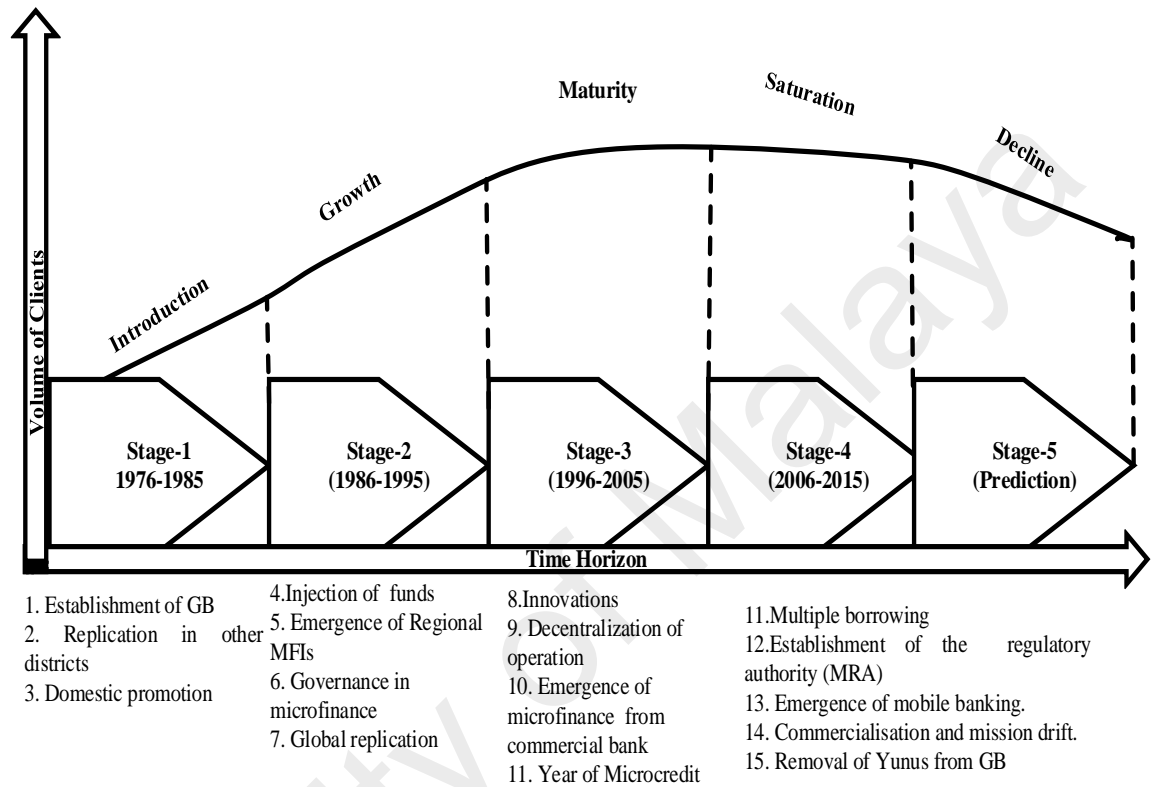 Maturity
Saturation
Decline
Growth
Introduction
Volume of Clients
Stage-1
1976-1985
Stage-2
(1986-1995)
Stage-3
(1996-2005)
Stage-4
(2006-2015)
Stage-5
(Prediction)
Time Horizon
1. Establishment of GB
2. Replication in other
districts
3. Domestic promotion
4.Injection of funds
5. Emergence of Regional
MFIs
6. Governance in
microfinance
7. Global replication
8.Innovations
9. Decentralization of
operation
10. Emergence of
microfinance from
commercial bank
11. Year of Microcredit
11.Multiple borrowing
12.Establishment of the regulatory
authority (MRA)
13. Emergence of mobile banking.
14. Commercialisation and mission drift.
15. Removal of Yunus from GB
of Malaya